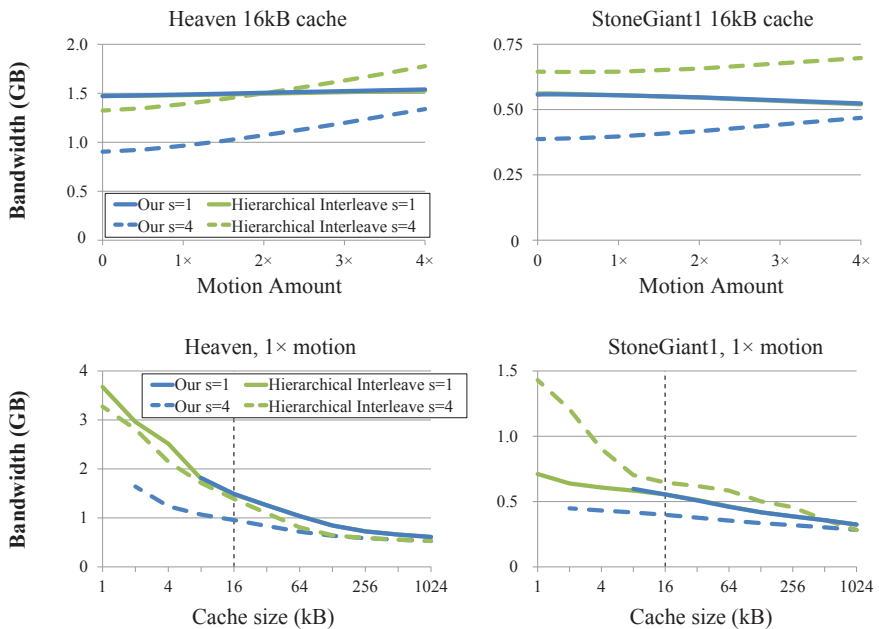 Heaven 16kB cache
Bandwidth (GB)
2.0
1.5
1.0
0.5
0
Our s=1 Hierarchical Interleave s=1
Our s=4 Hierarchical Interleave s=4
0 1× 2× 3× 4×
Motion Amount
StoneGiant1 16kB cache
0.75
0.50
0.25
0
0 1× 2× 3× 4×
Motion Amount
Heaven, 1× motion
Bandwidth (GB)
4
3
2
1
0
Our s=1 Hierarchical Interleave s=1
Our s=4 Hierarchical Interleave s=4
1 4 16 64 256 1024
Cache size (kB)
StoneGiant1, 1× motion
1.5
1.0
0.5
0
1 4 16 64 256 1024
Cache size (kB)